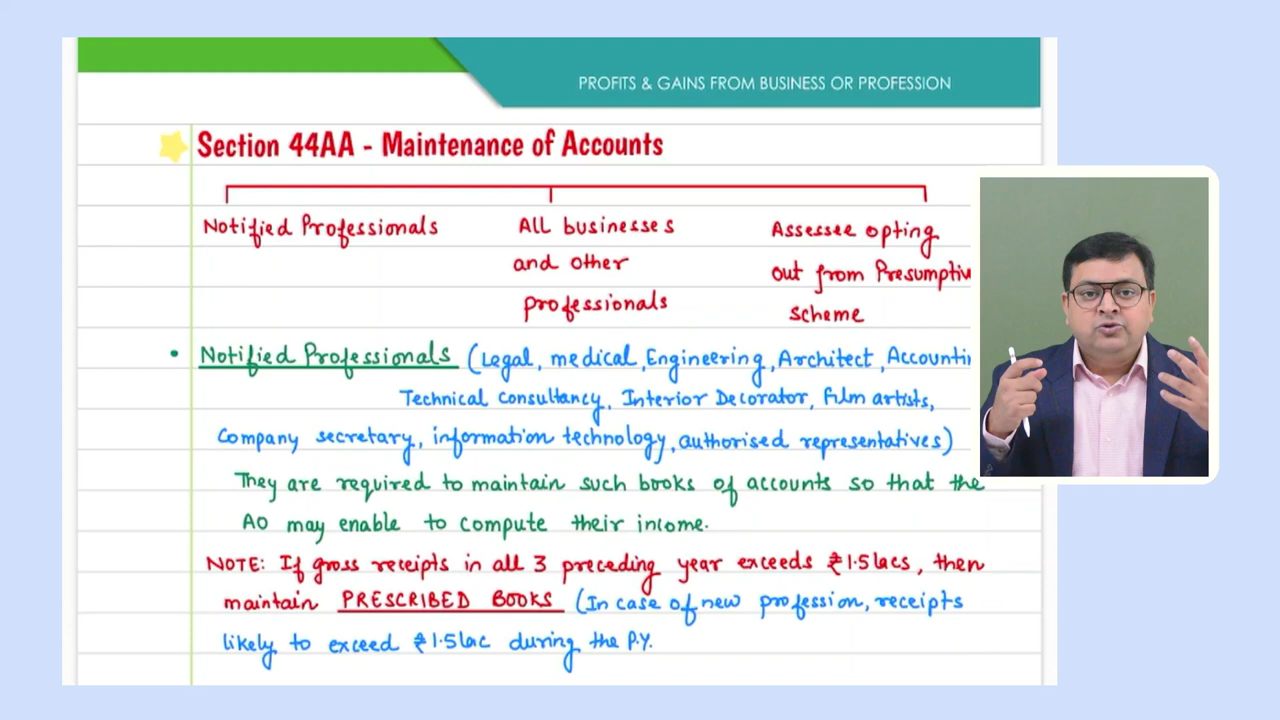 PROFITS & GAINS FROM BUSINESS OR PROFESSION
Section 44AA - Maintenance of Accounts
Notified Professionals
All businesses
and other
professionals
Assessee opting
out from Presumptive
scheme
• Notified Professionals (Legal, medical, Engineering, Architect, Accountin
Technical consultancy, Interior Decorator, Film artists,
Company secretary, information technology, authorised representatives)
They are required to maintain such books of accounts so that the
AO may enable to compute their income.
NOTE: If gross receipts in all 3 preceding year exceeds ₹1.5lacs, then
maintain PRESCRIBED BOOKS (In case of new profession, receipts
likely to exceed ₹1.5lac during the P.Y.